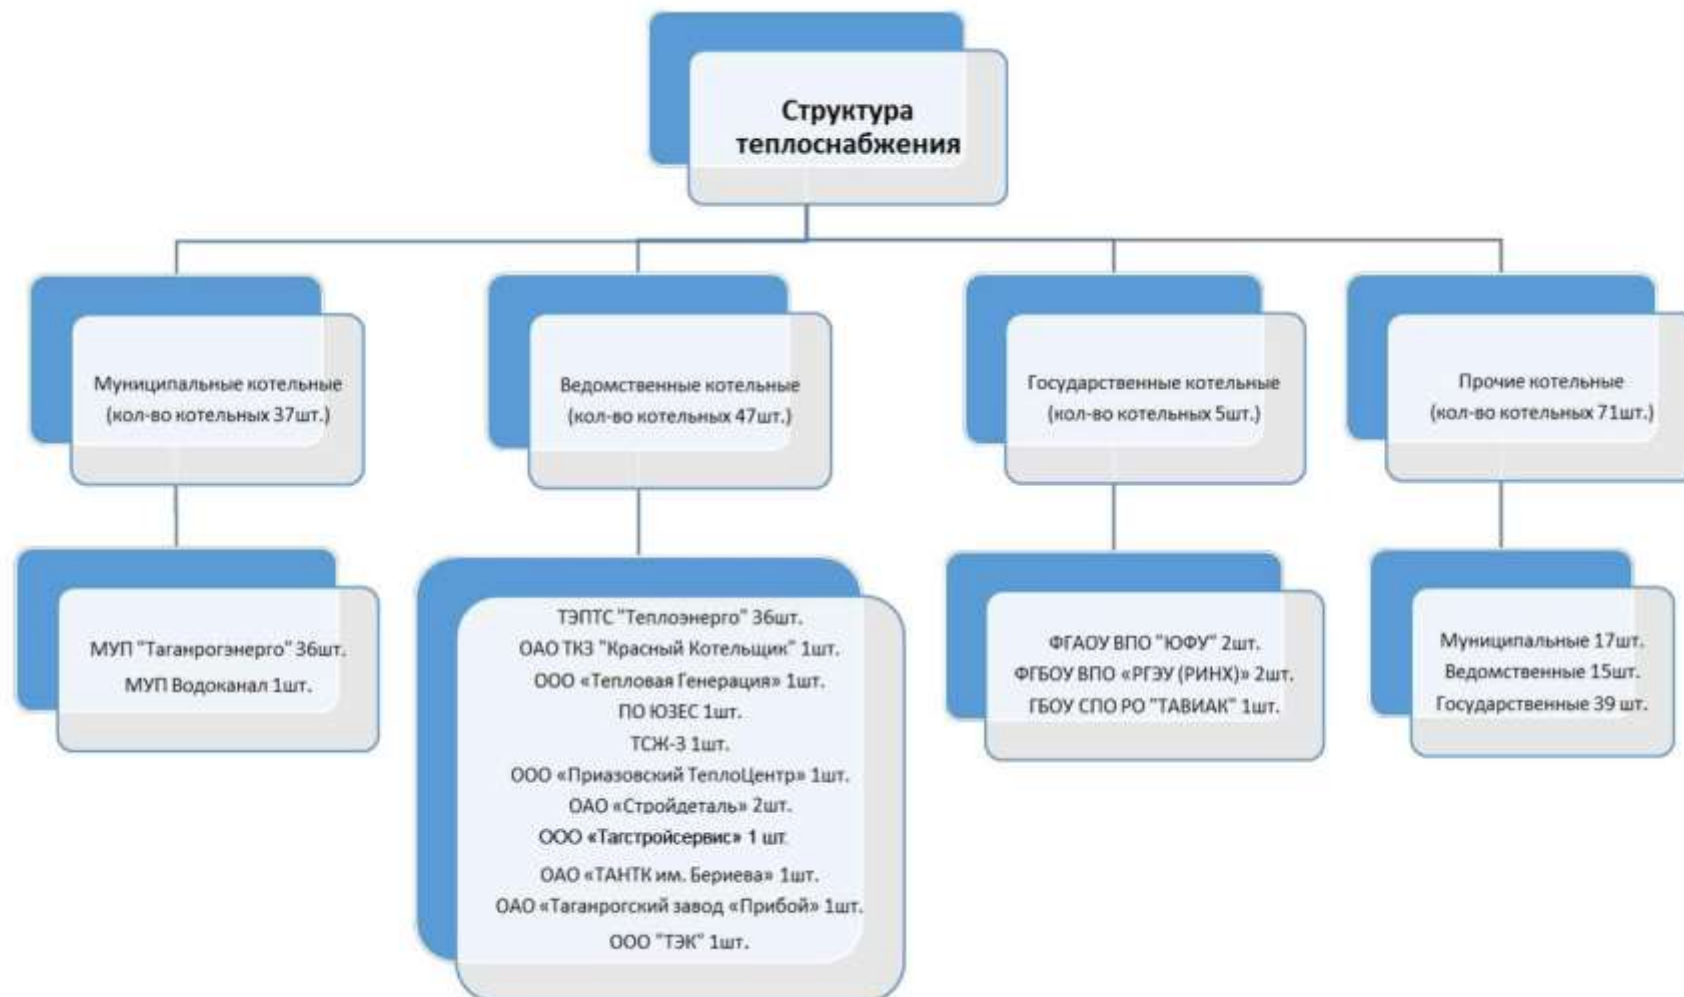 Структура
теплоснабжения
Муниципальные котельные
(кол-во котельных 37шт.)
Ведомственные котельные
(кол-во котельных 47шт.)
Государственные котельные
(кол-во котельных 5шт.)
Прочие котельные
(кол-во котельных 71шт.)
МУП "Таганрогэнерго" 36шт.
МУП Водоканал 1шт.
ТЭПТС "Теплоэнерго" 36шт.
ОАО ТКЗ "Красный Котельщик" 1шт.
ООО «Тепловая Генерация» 1шт.
ПО ЮЗЕС 1шт.
ТСЖ-3 1шт.
ООО «Приазовский ТеплоЦентр» 1шт.
ОАО «Стройдеталь» 2шт.
ООО «Тагстройсервис» 1 шт
ОАО «ТАНТК им. Бериева» 1шт.
ОАО «Таганрогский завод «Прибой» 1шт.
ООО "ТЭК" 1шт.
ФГАОУ ВПО "ЮФУ" 2шт.
ФГБОУ ВПО «РГЭУ (РИНХ)» 2шт.
ГБОУ СПО РО "ТАВИАК" 1шт.
Муниципальные 17шт.
Ведомственные 15шт.
Государственные 39 шт.